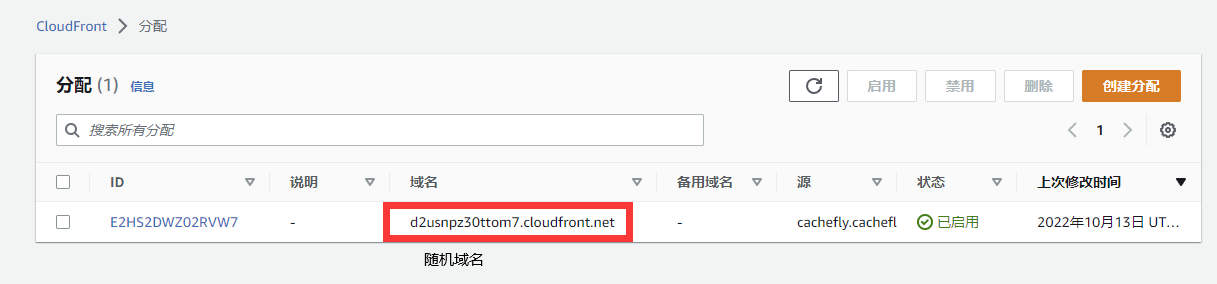 CloudFront > 分配
分配 (1) 信息
启用 禁用 删除 创建分配
搜索所有分配
1
ID 说明 域名 备用域名 源 状态 上次修改时间
E2HS2DWZ02RVW7 - d2usnpz30ttom7.cloudfront.net - cachefly.cachefl 已启用 2022年10月13日 UT...
随机域名